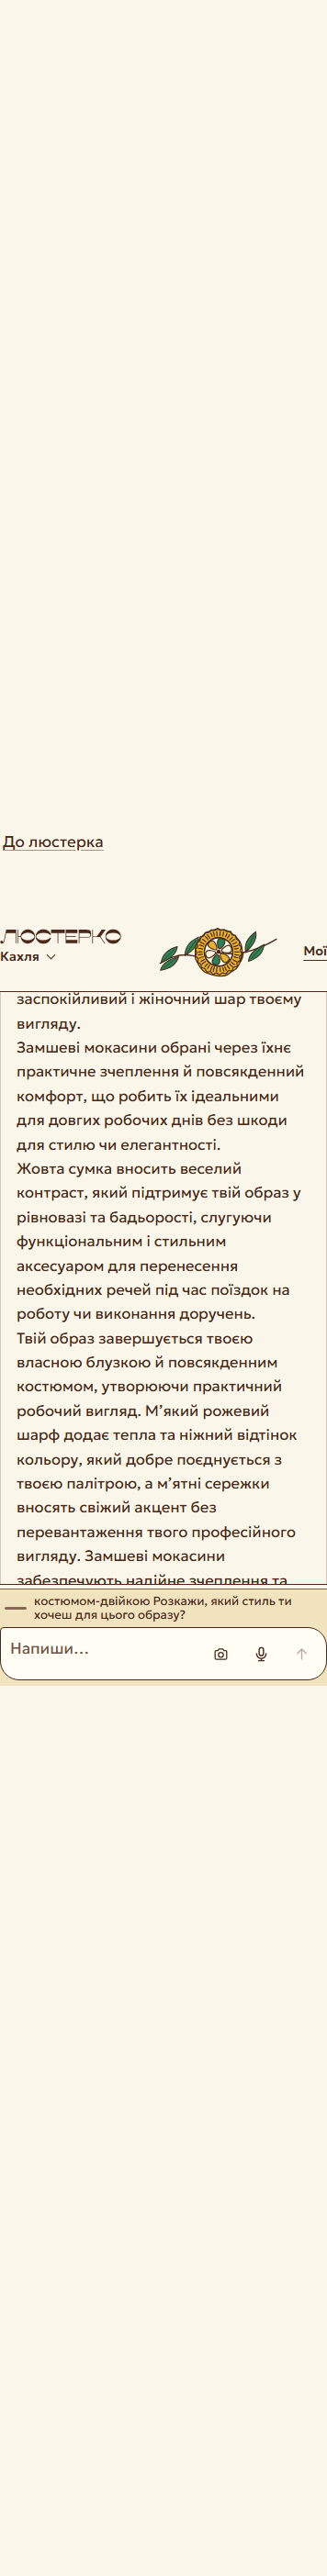 До люстерка
ЛЮСТЕРКО
Кахля
Мої
заспокійливий і жіночний шар твоєму
вигляду.
Замшеві мокасини обрані через їхнє
практичне зчеплення й повсякденний
комфорт, що робить їх ідеальними
для довгих робочих днів без шкоди
для стилю чи елегантності.
Жовта сумка вносить веселий
контраст, який підтримує твій образ у
рівновазі та бадьорості, слугуючи
функціональним і стильним
аксесуаром для перенесення
необхідних речей під час поїздок на
роботу чи виконання доручень.
Твій образ завершується твоєю
власною блузкою й повсякденним
костюмом, утворюючи практичний
робочий вигляд. М’який рожевий
шарф додає тепла та ніжний відтінок
кольору, який добре поєднується з
твоєю палітрою, а м’ятні сережки
вносять свіжий акцент без
перевантаження твого професійного
вигляду. Замшеві мокасини
забезпечують надійне зчеплення та
костюмом-двійкою Розкажи, який стиль ти
хочеш для цього образу?
Напиши...